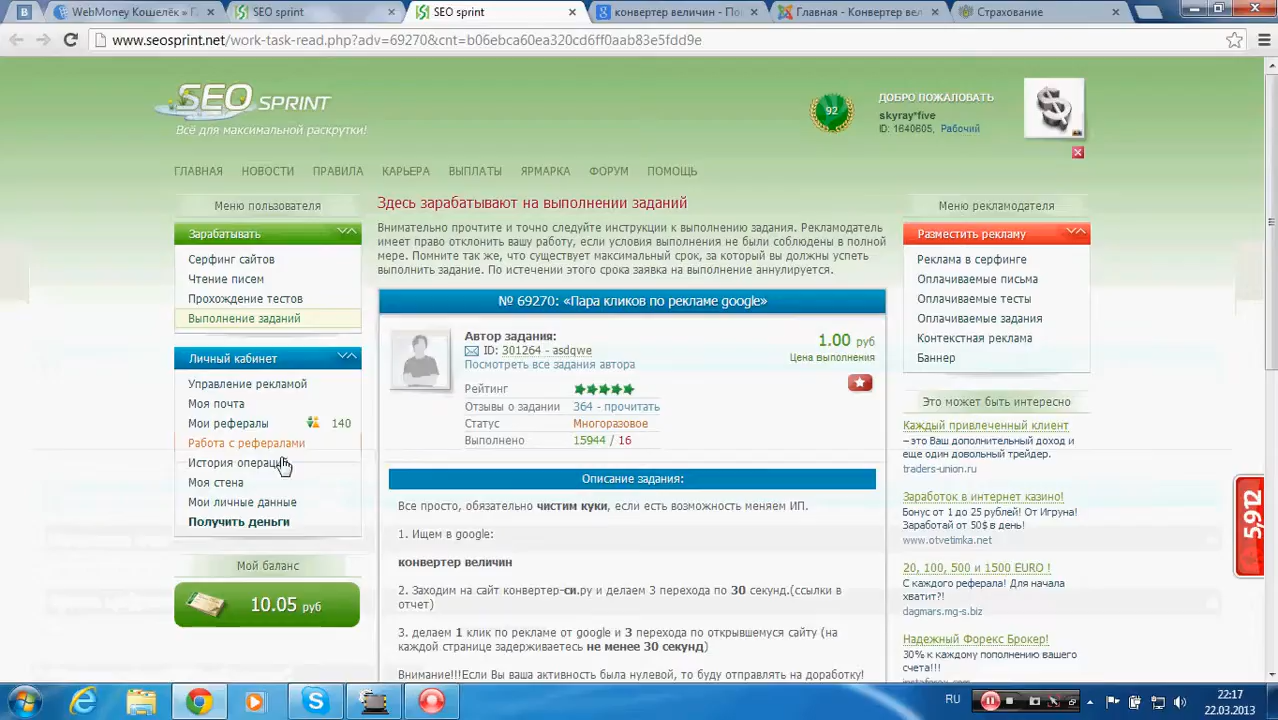 WebMoney Кошелёк » П
SEO sprint
SEO sprint
конвертер величин - По
Главная - Конвертер вел
Страхование
www.seosprint.net/work-task-read.php?adv=69270&cnt=b06ebca60ea320cd6ff0aab83e5fdd9e
SEO SPRINT
Всё для максимальной раскрутки!
92
ДОБРО ПОЖАЛОВАТЬ
skyray*five
ID: 1640605, Рабочий
ГЛАВНАЯ НОВОСТИ ПРАВИЛА КАРЬЕРА ВЫПЛАТЫ ЯРМАРКА ФОРУМ ПОМОЩЬ
Меню пользователя
Зарабатывать
Серфинг сайтов
Чтение писем
Прохождение тестов
Выполнение заданий
Личный кабинет
Управление рекламой
Моя почта
Мои рефералы 140
Работа с рефералами
История операций
Моя стена
Мои личные данные
Получить деньги
Мой баланс
10.05 руб
Здесь зарабатывают на выполнении заданий
Внимательно прочтите и точно следуйте инструкции к выполнению задания. Рекламодатель
имеет право отклонить вашу работу, если условия выполнения не были соблюдены в полной
мере. Помните так же, что существует максимальный срок, за который вы должны успеть
выполнить задание. По истечении этого срока заявка на выполнение аннулируется.
№ 69270: «Пара кликов по рекламе google»
Автор задания:
ID: 301264 - asdqwe
Посмотреть все задания автора
1.00 руб
Цена выполнения
Рейтинг
Отзывы о задании 364 - прочитать
Статус Многоразовое
Выполнено 15944 / 16
Описание задания:
Все просто, обязательно чистим куки, если есть возможность меняем ИП.
1. Ищем в google:
конвертер величин
2. Заходим на сайт конвертер-си.ру и делаем 3 перехода по 30 секунд.(ссылки в
отчет)
3. делаем 1 клик по рекламе от google и 3 перехода по открывшемуся сайту (на
каждой странице задерживаетесь не менее 30 секунд)
Внимание!!!Если Вы ваша активность была нулевой, то буду отправлять на доработку!
Меню рекламодателя
Разместить рекламу
Реклама в серфинге
Оплачиваемые письма
Оплачиваемые тесты
Оплачиваемые задания
Контекстная реклама
Баннер
Это может быть интересно
Каждый привлеченный клиент
– это Ваш дополнительный доход и
еще один довольный трейдер.
traders-union.ru
Заработок в интернет казино!
Бонус от 1 до 25 рублей! От Игруна!
Заработай от 50$ в день!
www.otvetimka.net
20, 100, 500 и 1500 EURO !
С каждого реферала! Для начала
хватит?!
dagmars.mg-s.biz
Надежный Форекс Брокер!
30% к каждому пополнению вашего
счета!!!
instaforex.com
5,912
RU
22:17
22.03.2013